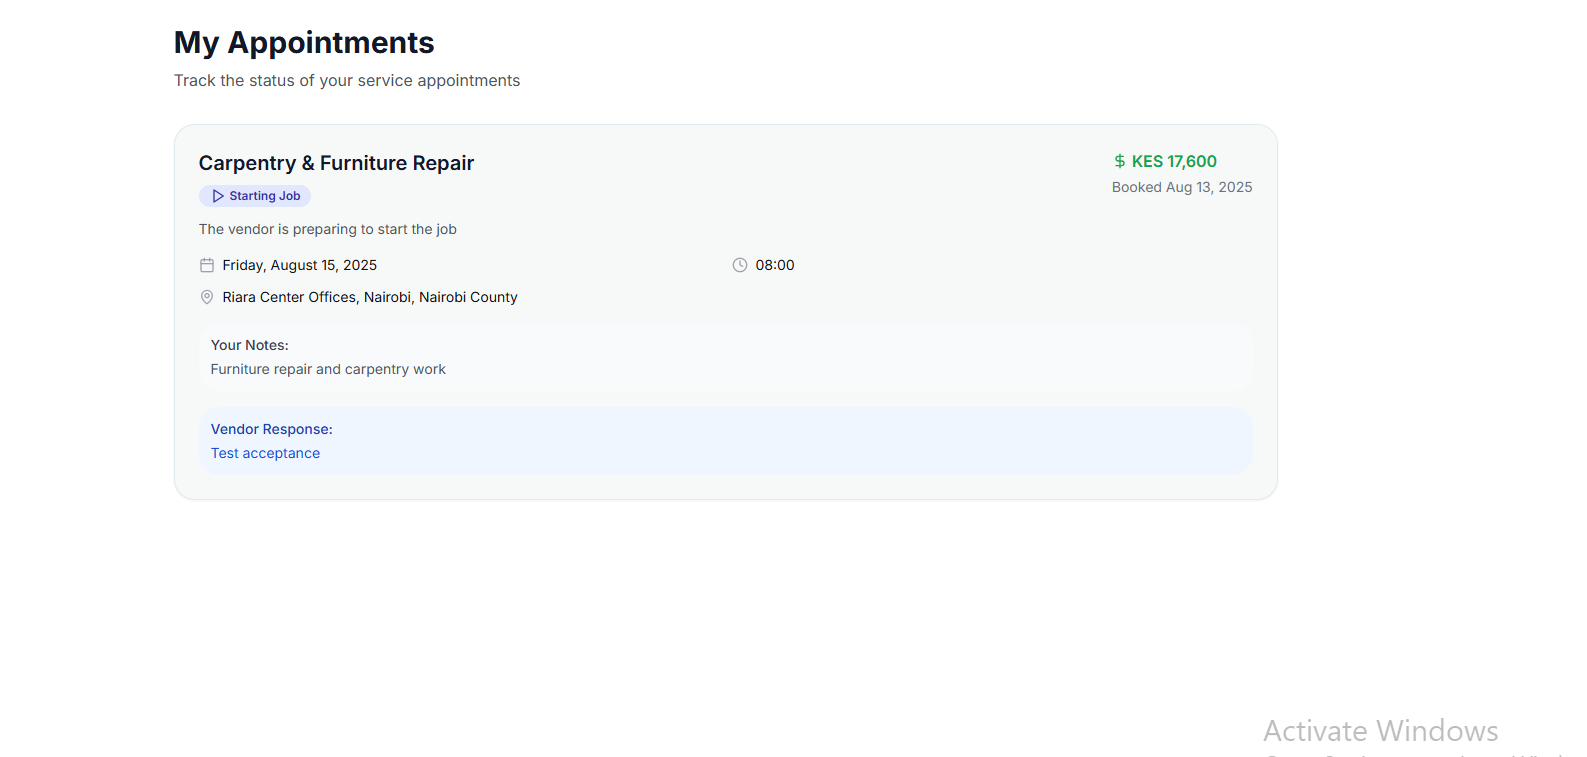 My Appointments
Track the status of your service appointments
Carpentry & Furniture Repair
$ KES 17,600
Starting Job
Booked Aug 13, 2025
The vendor is preparing to start the job
Friday, August 15, 2025
08:00
Riara Center Offices, Nairobi, Nairobi County
Your Notes:
Furniture repair and carpentry work
Vendor Response:
Test acceptance
Activate Windows